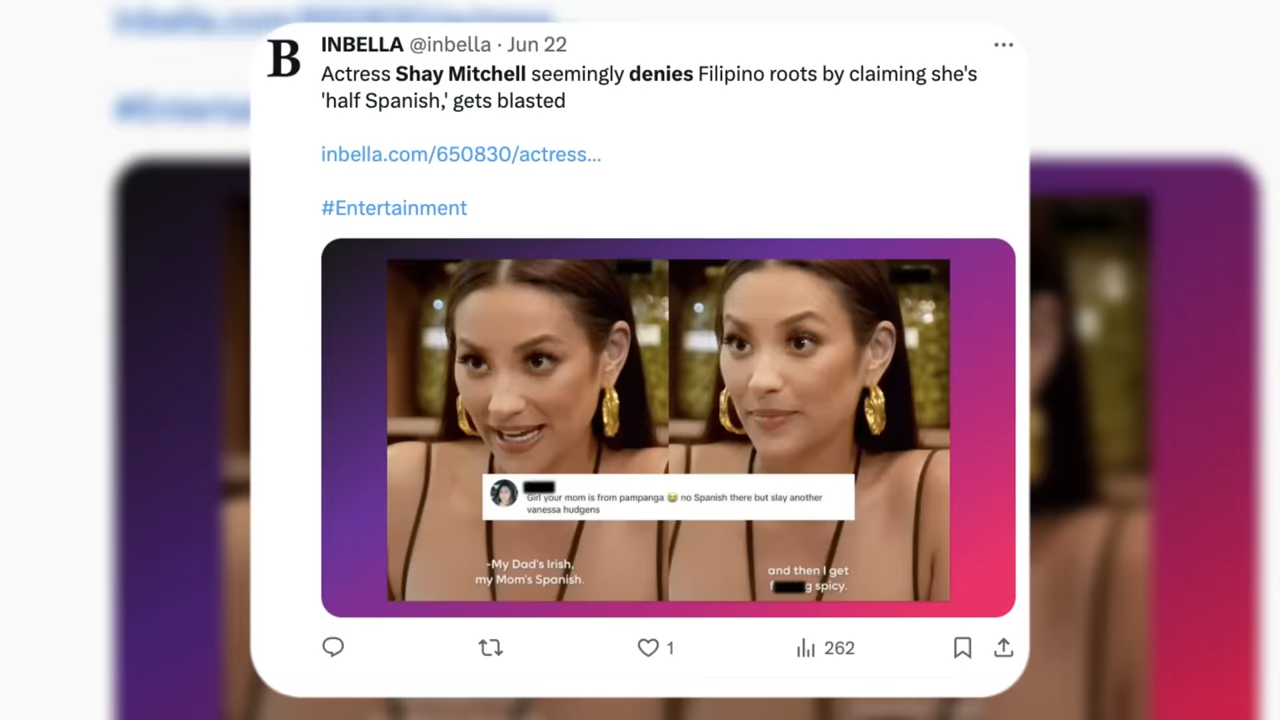 B
INBELLA @inbella · Jun 22
Actress Shay Mitchell seemingly denies Filipino roots by claiming she's
'half Spanish,' gets blasted
inbella.com/650830/actress...
#Entertainment
Girl your mom is from pampanga 😂 no Spanish there but slay another
vanessa hudgens
-My Dad's Irish,
my Mom's Spanish.
and then I get
f g spicy.
1
262